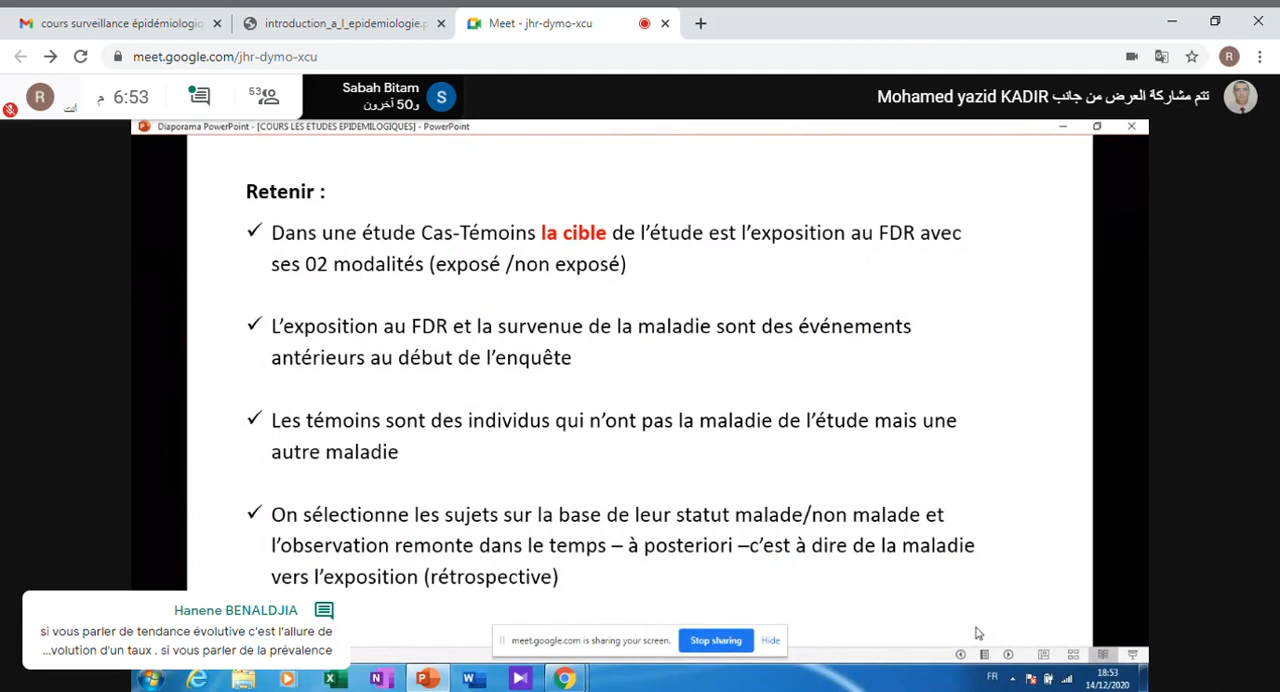 cours surveillance épidémiologiq
introduction_a_l_epidemiologie.p
Meet - jhr-dymo-xcu
meet.google.com/jhr-dymo-xcu
R
R
أنت
6:53 م
53
Sabah Bitam
و50 آخرون
S
تتم مشاركة العرض من جانب Mohamed yazid KADIR
Diaporama PowerPoint - [COURS LES ETUDES EPIDEMILOGIQUES] - PowerPoint
Retenir :
Dans une étude Cas-Témoins la cible de l'étude est l'exposition au FDR avec
ses 02 modalités (exposé /non exposé)
L'exposition au FDR et la survenue de la maladie sont des événements
antérieurs au début de l'enquête
Les témoins sont des individus qui n'ont pas la maladie de l'étude mais une
autre maladie
On sélectionne les sujets sur la base de leur statut malade/non malade et
l'observation remonte dans le temps – à posteriori –c'est à dire de la maladie
vers l'exposition (rétrospective)
Hanene BENALDJIA
si vous parler de tendance évolutive c'est l'allure de
...volution d'un taux . si vous parler de la prévalence
meet.google.com is sharing your screen.
Stop sharing
Hide
FR
18:53
14/12/2020